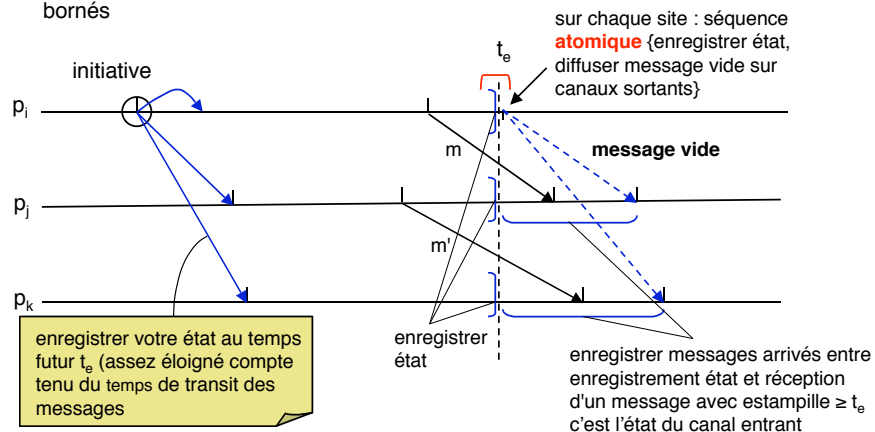 bornés
sur chaque site : séquence
atomique {enregistrer état,
diffuser message vide sur
canaux sortants}
te
initiative
pi
m
message vide
pj
m'
pk
enregistrer votre état au temps
futur te (assez éloigné compte
tenu du temps de transit des
messages
enregistrer
état
enregistrer messages arrivés entre
enregistrement état et réception
d'un message avec estampille ≥ te
c'est l'état du canal entrant